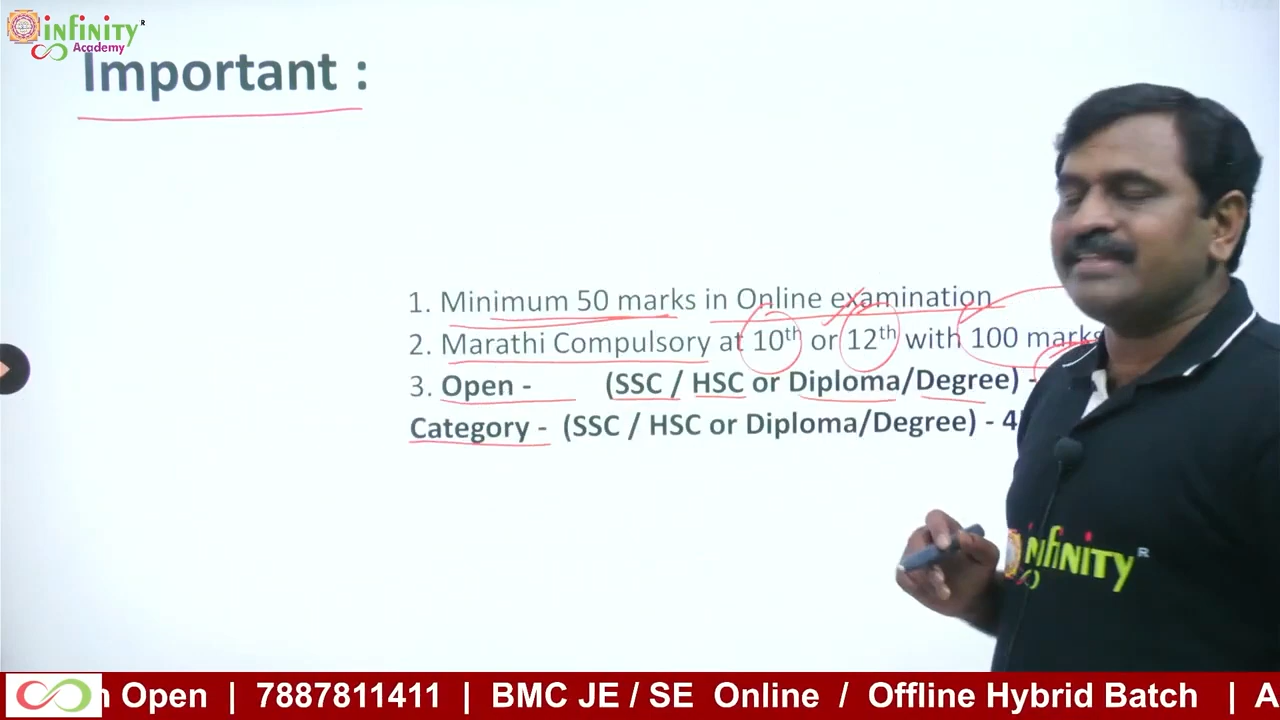 infinity R
Academy
Important :
1. Minimum 50 marks in Online examination
2. Marathi Compulsory at 10th or 12th with 100 marks
3. Open - (SSC / HSC or Diploma/Degree) -
Category - (SSC / HSC or Diploma/Degree) - 4
infinity R
Open | 7887811411 | BMC JE / SE Online / Offline Hybrid Batch | A